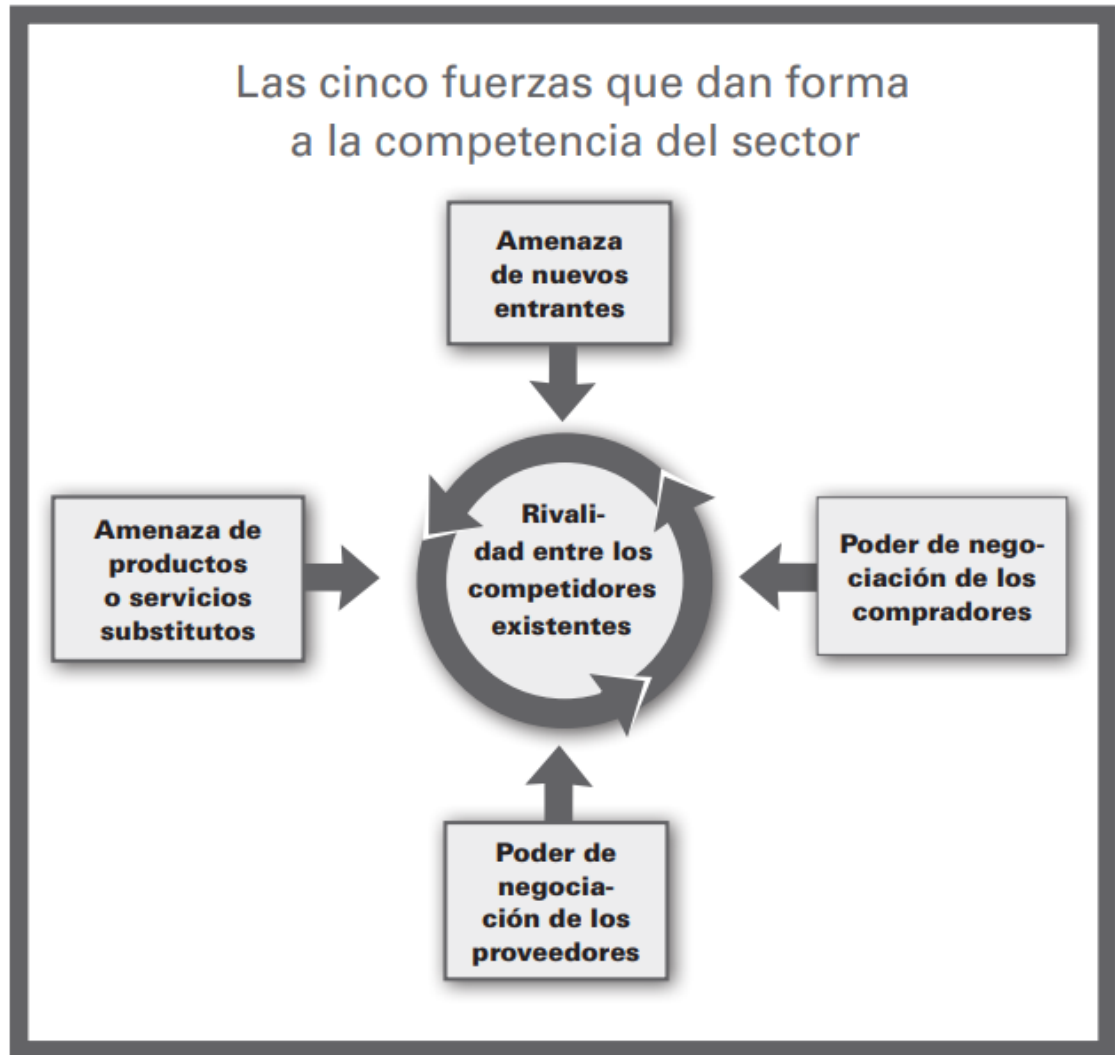 Las cinco fuerzas que dan forma
a la competencia del sector
Amenaza
de nuevos
entrantes
Amenaza de
productos
o servicios
substitutos
Rivali-
dad entre los
competidores
existentes
Poder de nego-
ciación de los
compradores
Poder de
negocia-
ción de los
proveedores